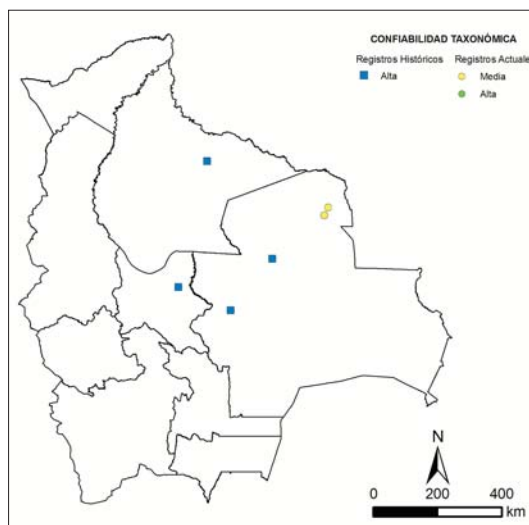 CONFIABILIDAD TAXONÓMICA
Registros Históricos Registros Actuale
Alta Media
Alta
N
0 200 400
km